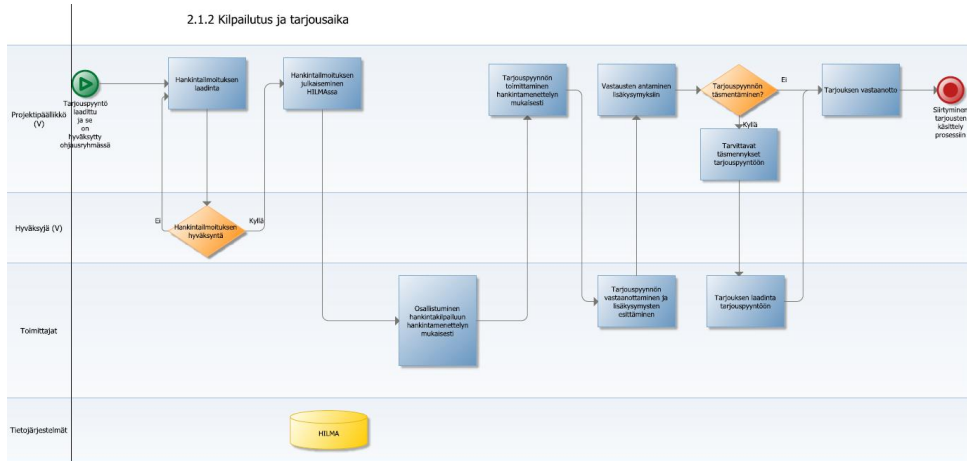 2.1.2 Kilpailutus ja tarjousaika
Projektipäällikkö
(V)
Tarjouspyyntö
laadittu
ja se
on
hyväksytty
ohjausryhmässä
Hankintailmoituksen
laadinta
Hankintailmoituksen
julkaiseminen
HILMAssa
Tarjouspyynnön
toimittaminen
hankintamenettelyn
mukaisesti
Vastausten antaminen
lisäkysymyksiin
Tarjouspyynnön
täsmentäminen?
Ei
Kyllä
Tarvittavat
täsmennykset
tarjouspyyntöön
Tarjouksen vastaanotto
Siirtyminen
tarjousten
käsittely
prosessiin
Hyväksyjä (V)
Ei
Hankintailmoituksen
hyväksyntä
Kyllä
Toimittajat
Osallistuminen
hankintakilpailuun
hankintamenettelyn
mukaisesti
Tarjouspyynnön
vastaanottaminen ja
lisäkysymysten
esittäminen
Tarjouksen laadinta
tarjouspyyntöön
Tietojärjestelmät
HILMA